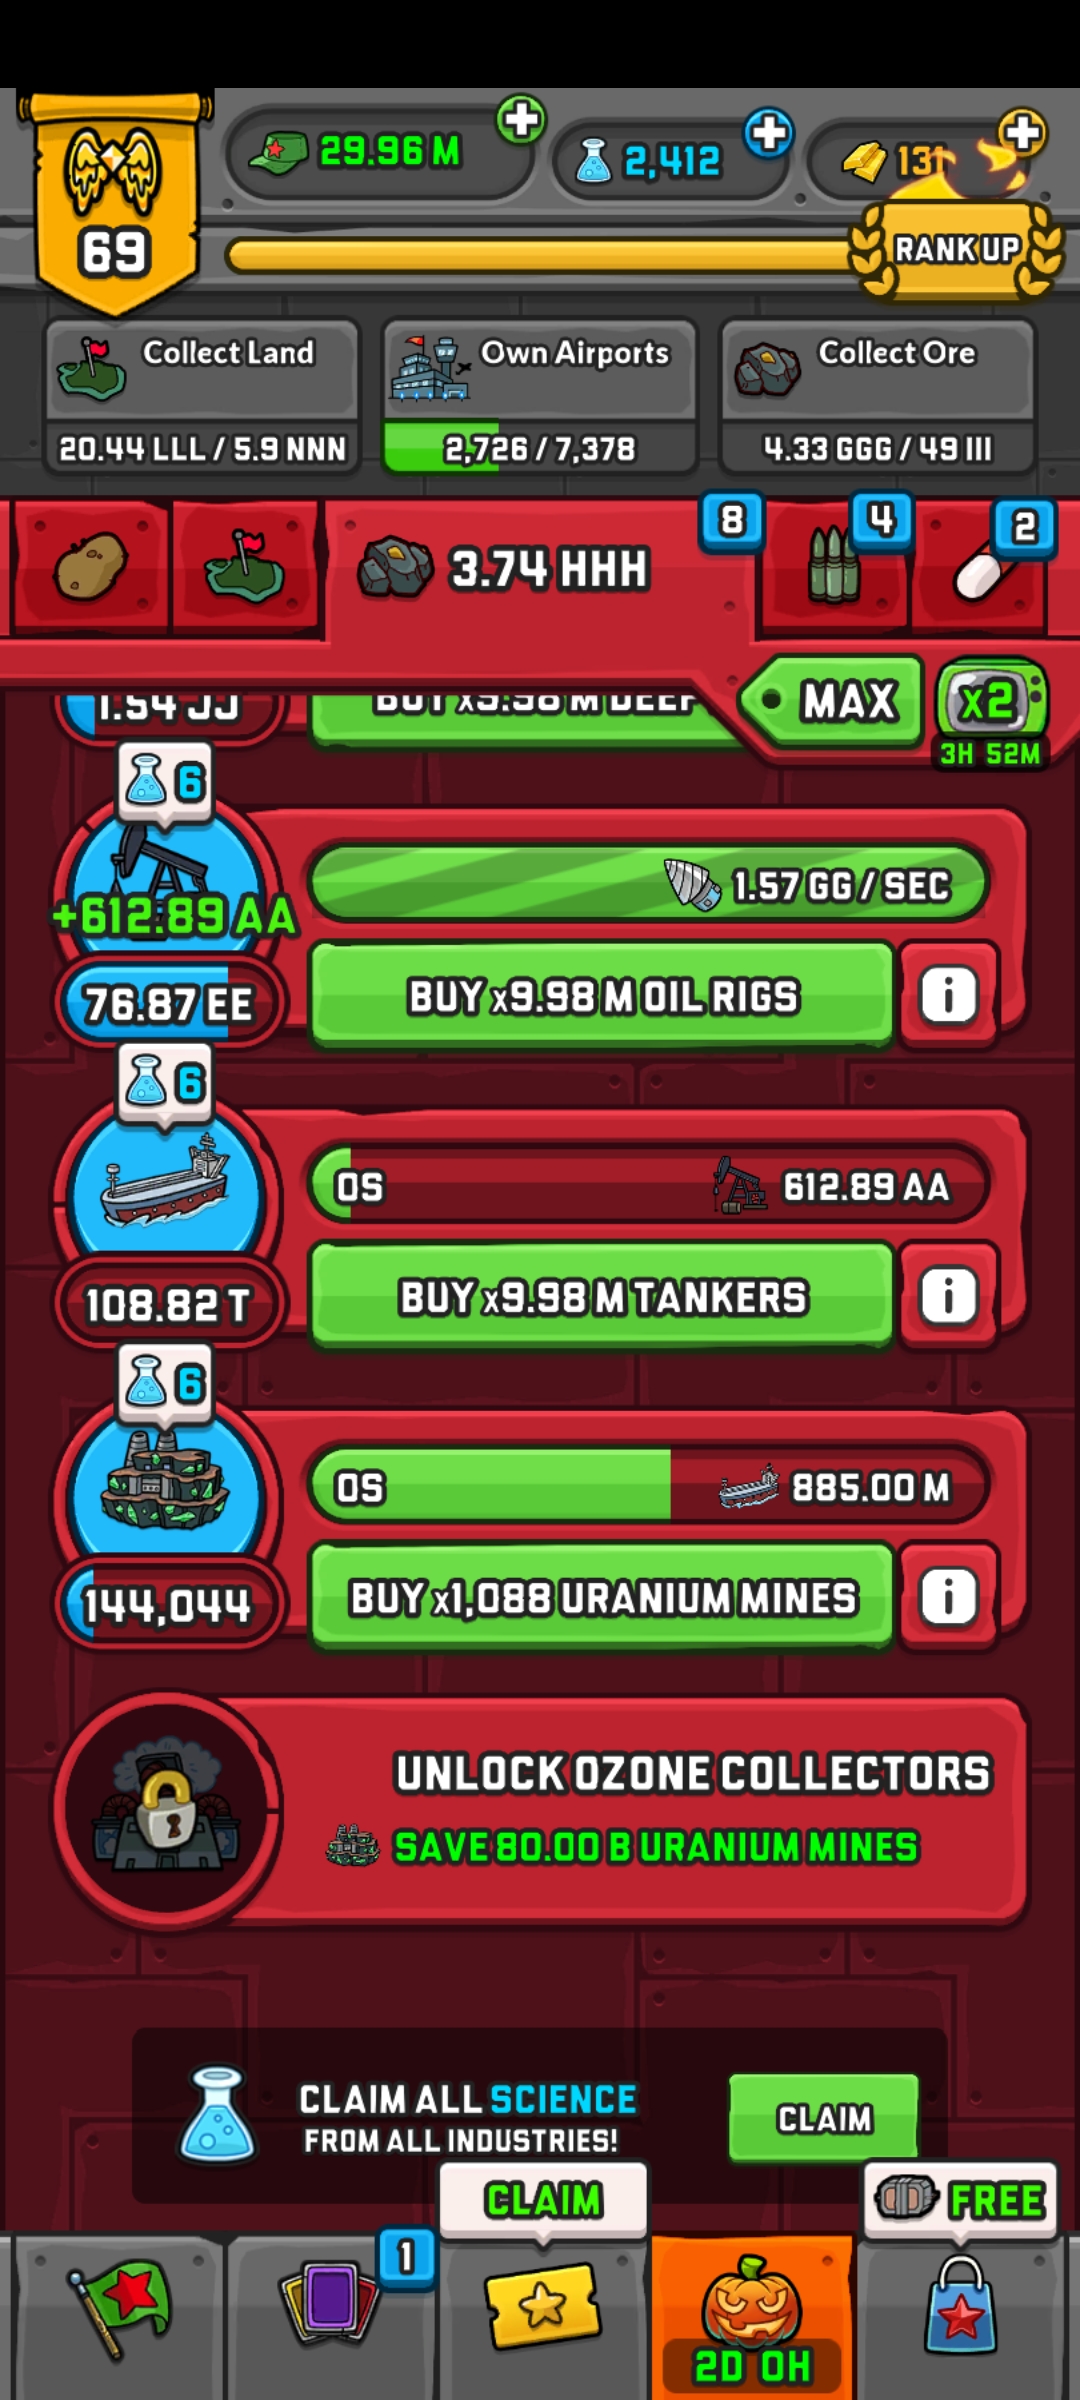 29.96 M
2,412
131
69
RANK UP
Collect Land
Own Airports
Collect Ore
20.44 LLL / 5.9 NNN
2,726 / 7,378
4.33 GGG / 49 III
8
4
2
3.74 HHH
MAX
x2
3H 52M
1.54 JJ
BUY x9.98 M DEEP
6
+612.89 AA
1.57 GG / SEC
76.87 EE
BUY x9.98 M OIL RIGS
i
6
0S
612.89 AA
108.82 T
BUY x9.98 M TANKERS
i
6
0S
885.00 M
144,044
BUY x1,088 URANIUM MINES
i
UNLOCK OZONE COLLECTORS
SAVE 80.00 B URANIUM MINES
CLAIM ALL SCIENCE
FROM ALL INDUSTRIES!
CLAIM
CLAIM
FREE
1
2D 0H